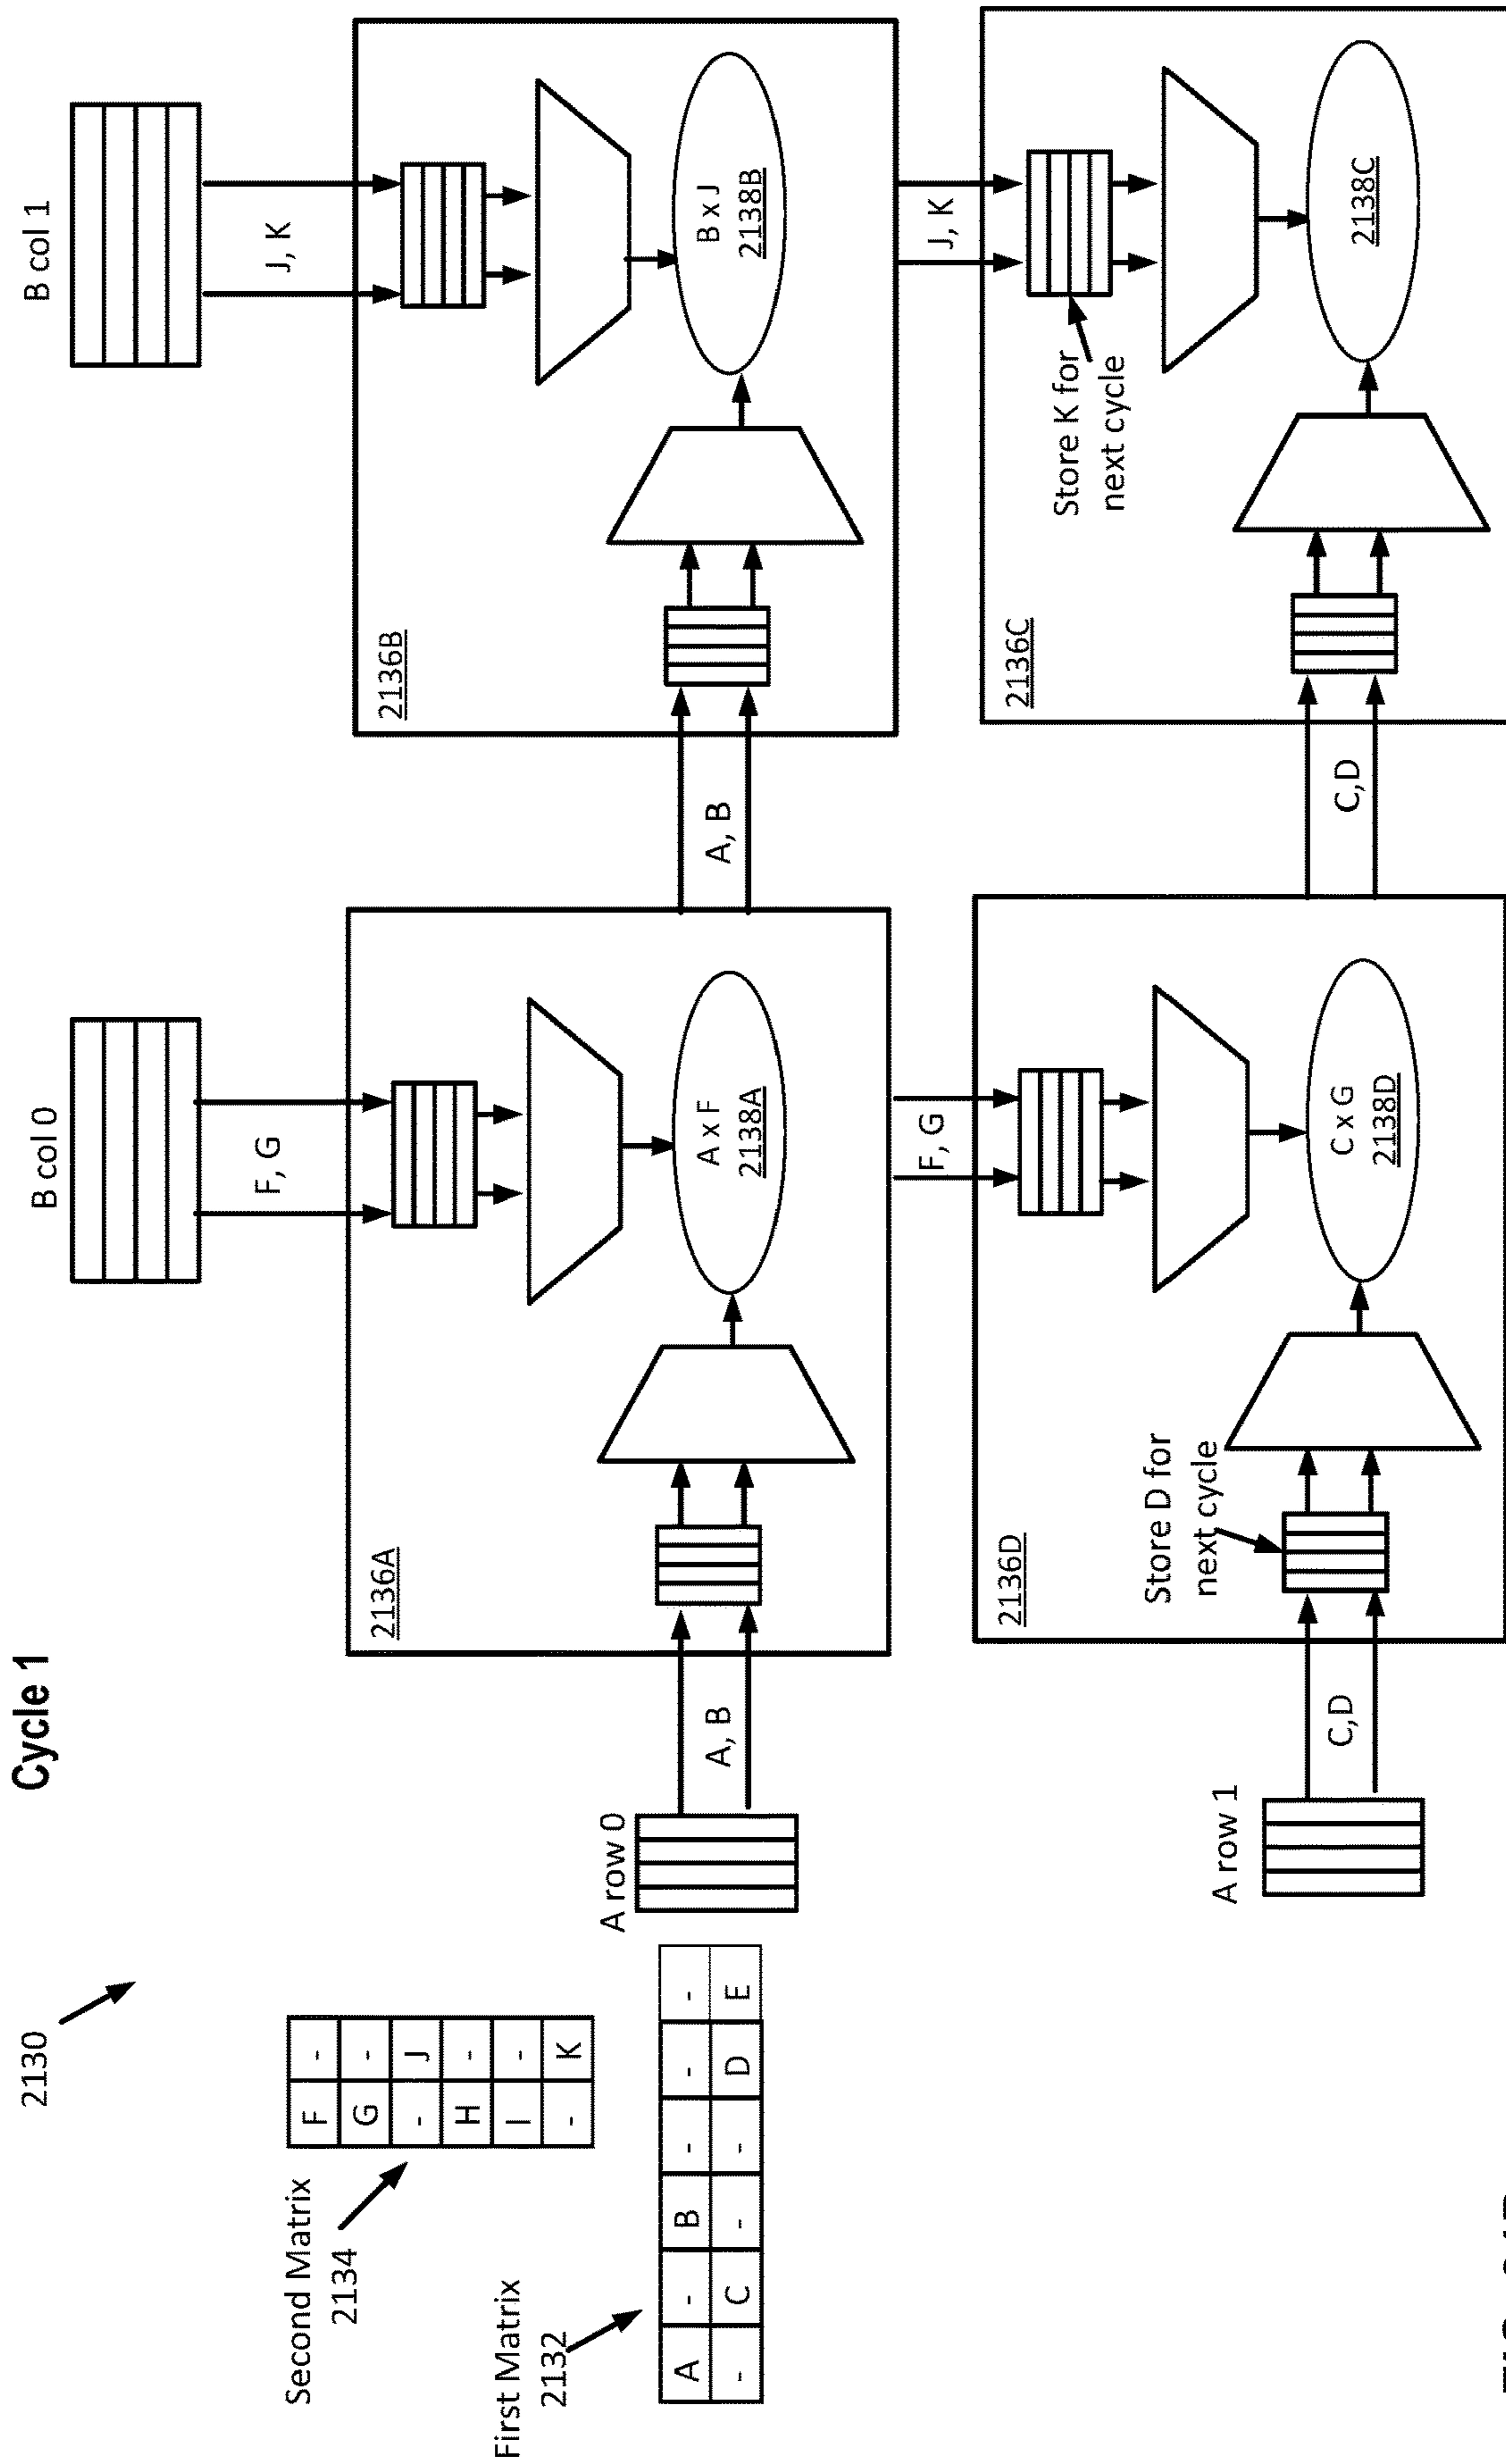 Cycle 1
2130
B col 0
B col 1
F, G
J, K
Second Matrix
2134
F -
G -
- J
H -
I -
- K
First Matrix
2132
A - B - - -
- C - - D E
A row 0
A, B
2136A
A x F
2138A
A, B
2136B
B x J
2138B
F, G
J, K
A row 1
C,D
2136D
Store D for
next cycle
C x G
2138D
C,D
2136C
Store K for
next cycle
2138C